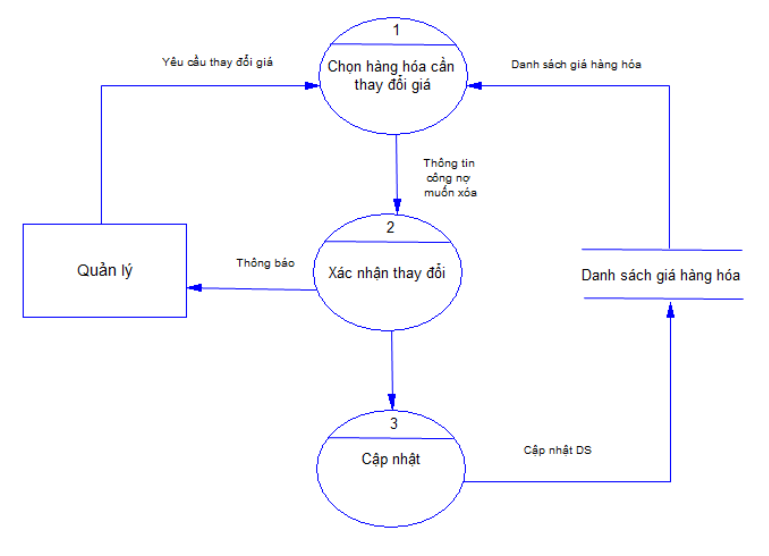 1
Chọn hàng hóa cần
thay đổi giá
Yêu cầu thay đổi giá
Danh sách giá hàng hóa
Thông tin
công nợ
muốn xóa
2
Xác nhận thay đổi
Thông báo
Quản lý
Danh sách giá hàng hóa
3
Cập nhật
Cập nhật DS